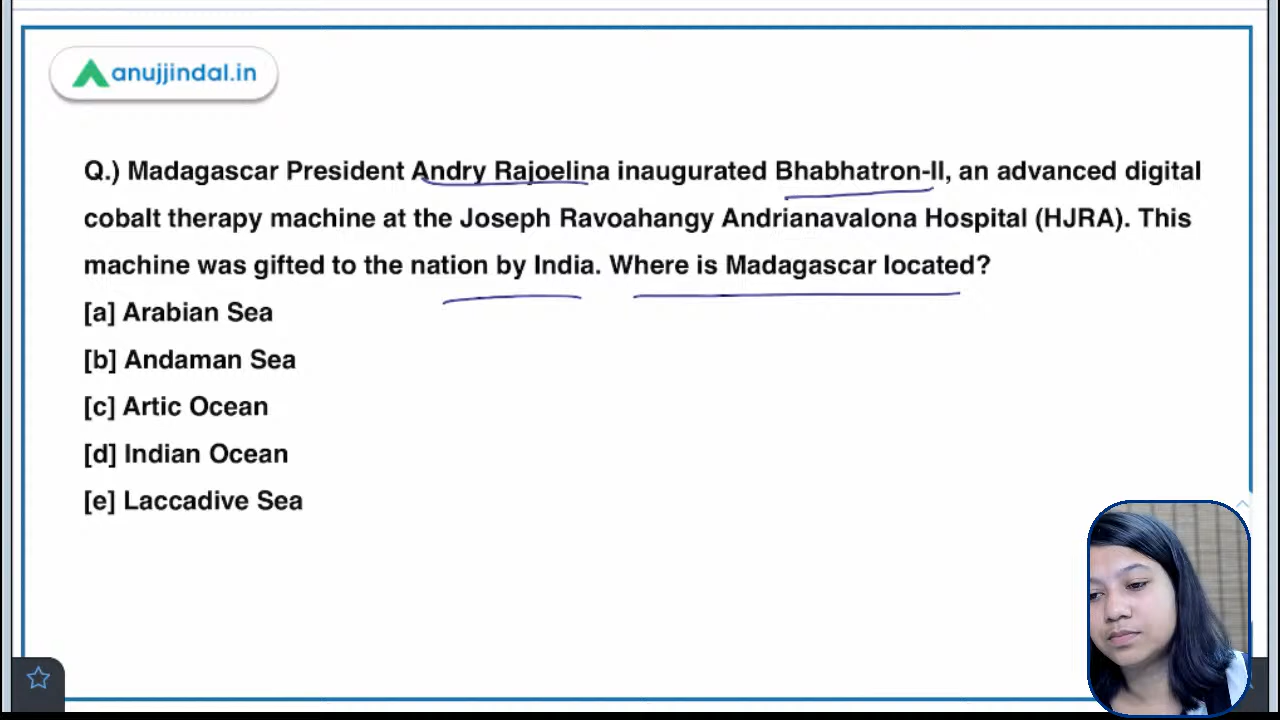 anujjindal.in
Q.) Madagascar President Andry Rajoelina inaugurated Bhabhatron-II, an advanced digital
cobalt therapy machine at the Joseph Ravoahangy Andrianavalona Hospital (HJRA). This
machine was gifted to the nation by India. Where is Madagascar located?
[a] Arabian Sea
[b] Andaman Sea
[c] Artic Ocean
[d] Indian Ocean
[e] Laccadive Sea